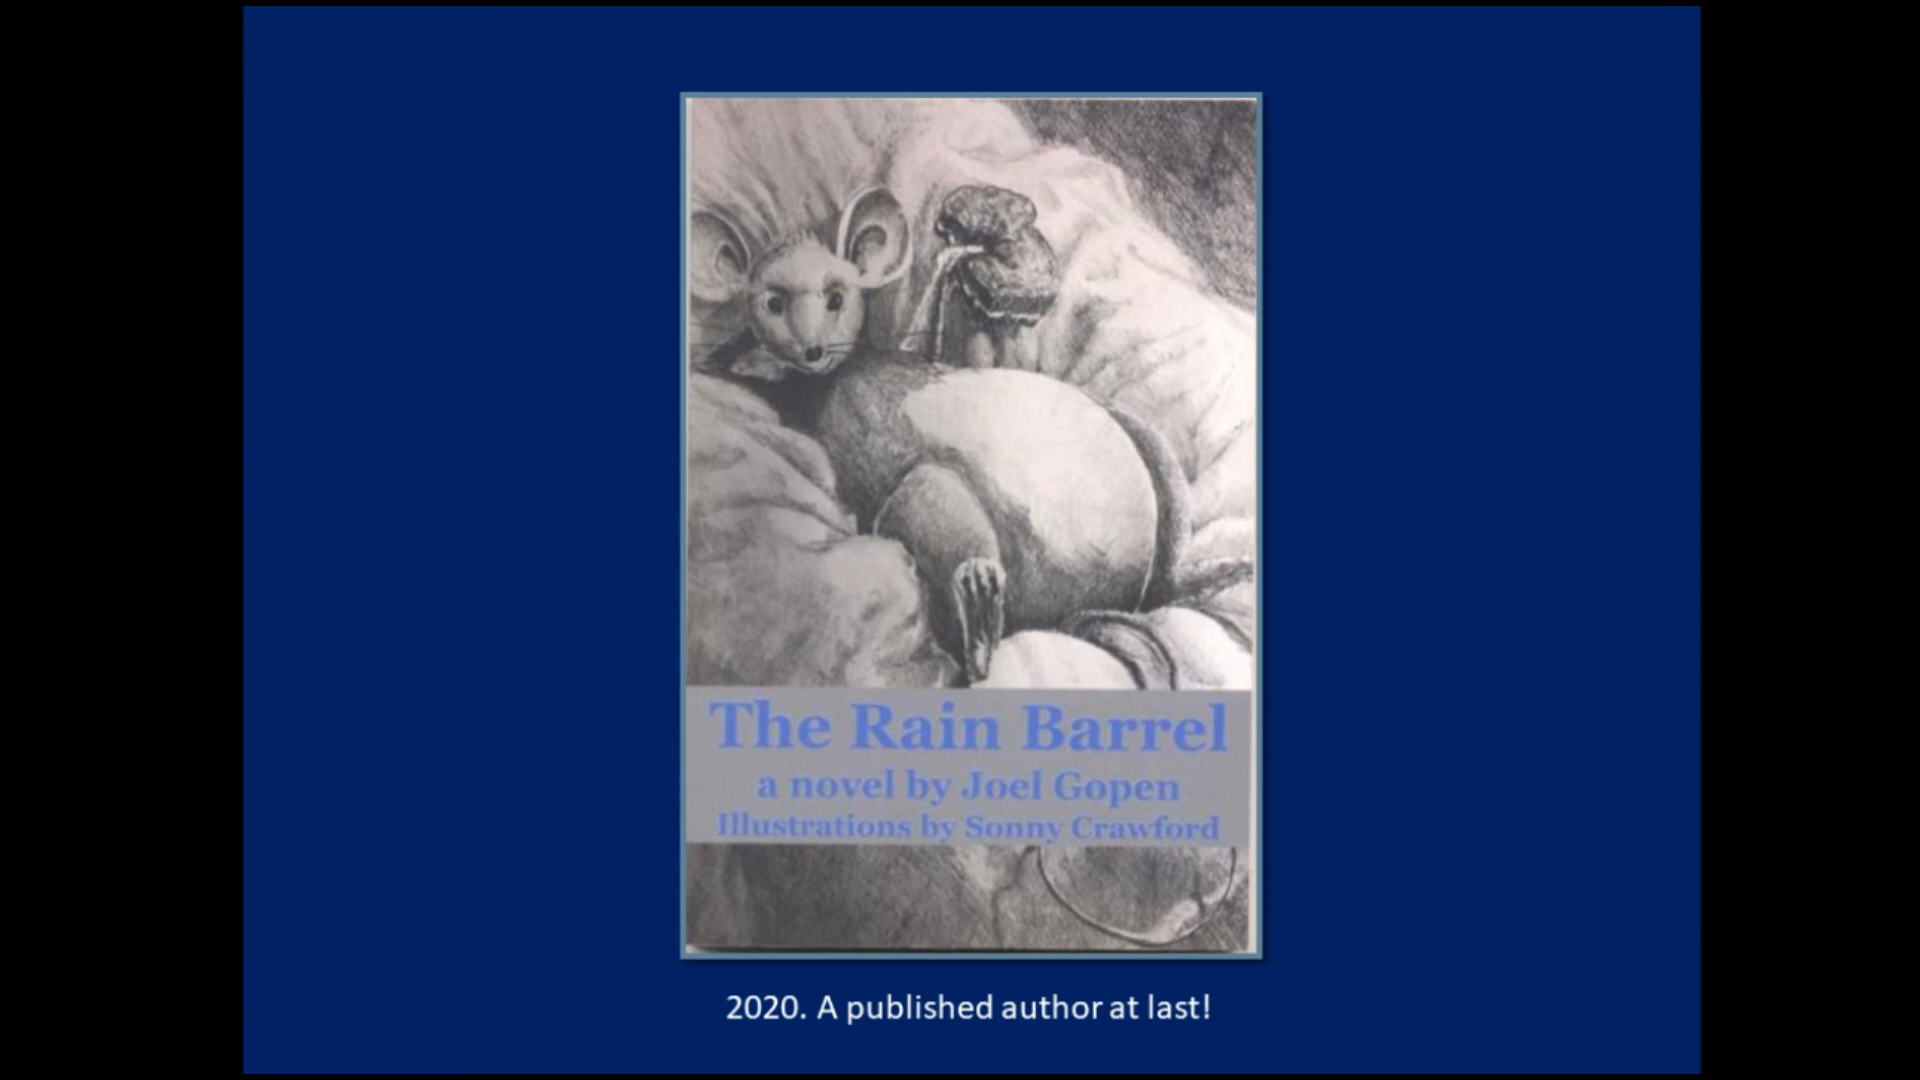 The Rain Barrel
a novel by Joel Gopen
Illustrations by Sonny Crawford
2020. A published author at last!